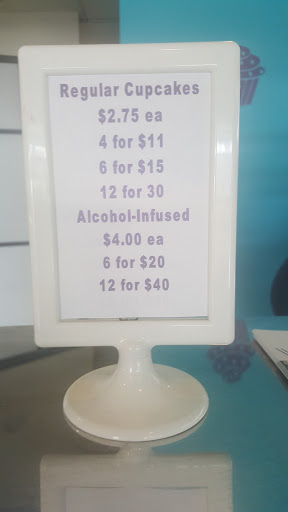 Regular Cupcakes
$2.75 ea
4 for $11
6 for $15
12 for 30
Alcohol-Infused
$4.00 ea
6 for $20
12 for $40